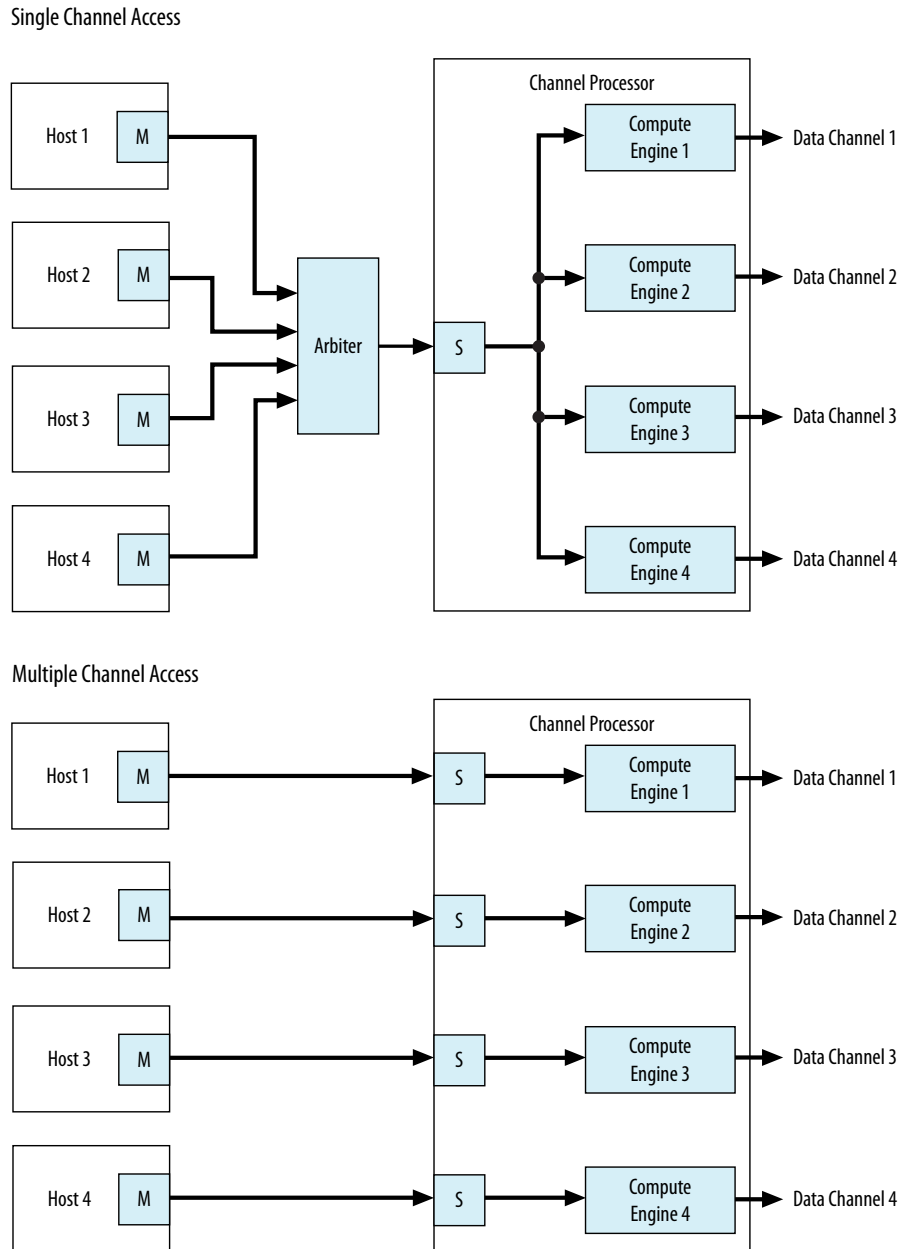 Single Channel Access
Channel Processor
Host 1
M
Compute
Engine 1
Data Channel 1
Host 2
M
Compute
Engine 2
Data Channel 2
Arbiter
S
Host 3
M
Compute
Engine 3
Data Channel 3
Host 4
M
Compute
Engine 4
Data Channel 4
Multiple Channel Access
Channel Processor
Host 1
M
S
Compute
Engine 1
Data Channel 1
Host 2
M
S
Compute
Engine 2
Data Channel 2
Host 3
M
S
Compute
Engine 3
Data Channel 3
Host 4
M
S
Compute
Engine 4
Data Channel 4